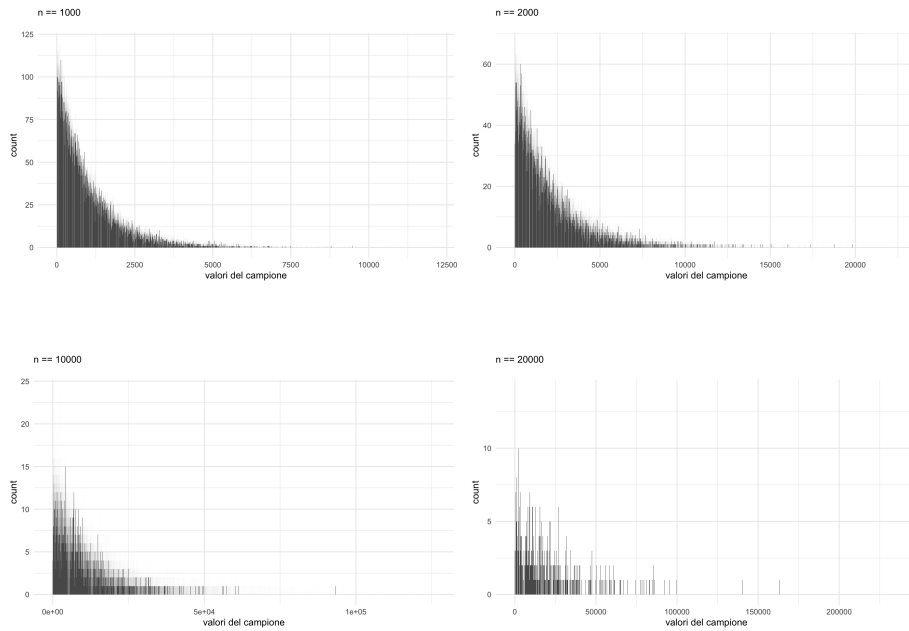 n == 1000
125
100
75
50
25
0
count
0 2500 5000 7500 10000 12500
valori del campione
n == 2000
60
40
20
0
count
0 5000 10000 15000 20000
valori del campione
n == 10000
25
20
15
10
5
0
count
0e+00 5e+04 1e+05
valori del campione
n == 20000
10
5
0
count
0 50000 100000 150000 200000
valori del campione